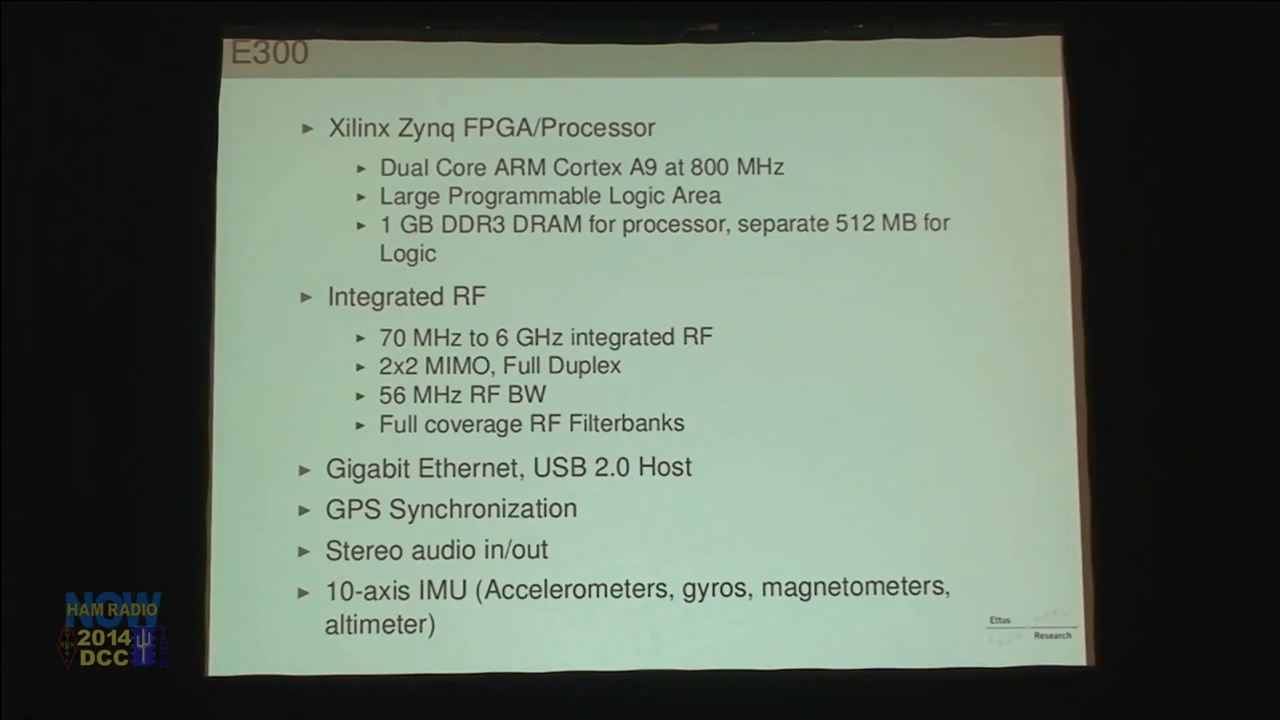 E300
► Xilinx Zynq FPGA/Processor
► Dual Core ARM Cortex A9 at 800 MHz
► Large Programmable Logic Area
► 1 GB DDR3 DRAM for processor, separate 512 MB for
Logic
► Integrated RF
► 70 MHz to 6 GHz integrated RF
► 2x2 MIMO, Full Duplex
► 56 MHz RF BW
► Full coverage RF Filterbanks
► Gigabit Ethernet, USB 2.0 Host
► GPS Synchronization
► Stereo audio in/out
► 10-axis IMU (Accelerometers, gyros, magnetometers,
altimeter)
Ettus
Research
NOW
HAM RADIO
2014
DCC